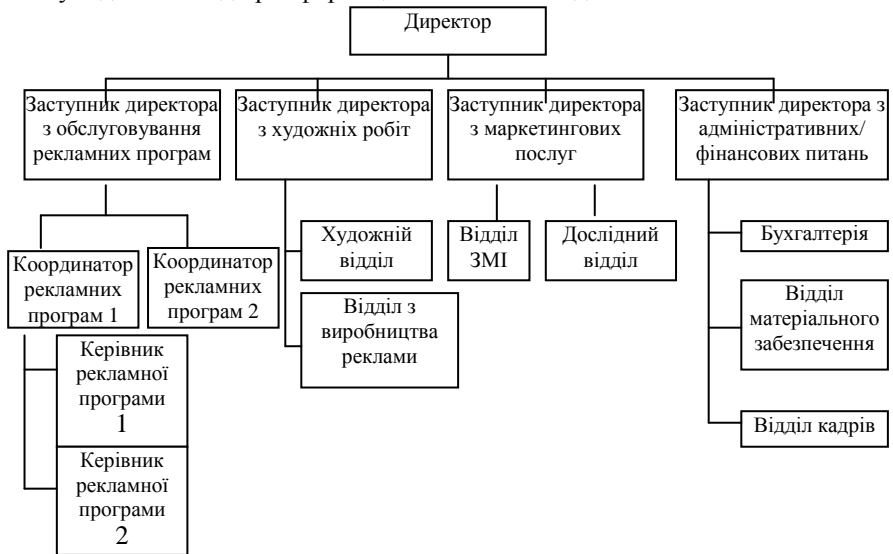 Директор
Заступник директора
з обслуговування
рекламних програм
Заступник директора
з художніх робіт
Заступник директора
з маркетингових
послуг
Заступник директора з
адміністративних/
фінансових питань
Координатор
рекламних
програм 1
Координатор
рекламних
програм 2
Художній
відділ
Відділ
ЗМІ
Дослідний
відділ
Бухгалтерія
Відділ з
виробництва
реклами
Відділ
матеріального
забезпечення
Керівник
рекламної
програми
1
Відділ кадрів
Керівник
рекламної
програми
2